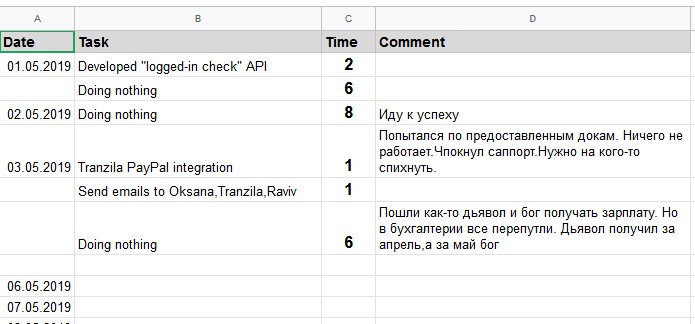 A B C D
Date Task Time Comment
01.05.2019 Developed "logged-in check" API 2
Doing nothing 6
02.05.2019 Doing nothing 8 Иду к успеху
Попытался по предоставленным докам. Ничего не
работает.Чпокнул саппорт.Нужно на кого-то
03.05.2019 Tranzila PayPal integration 1 спихнуть.
Send emails to Oksana,Tranzila,Raviv 1
Пошли как-то дьявол и бог получать зарплату. Но
в бухгалтерии все перепутли. Дьявол получил за
Doing nothing 6 апрель,а за май бог
06.05.2019
07.05.2019